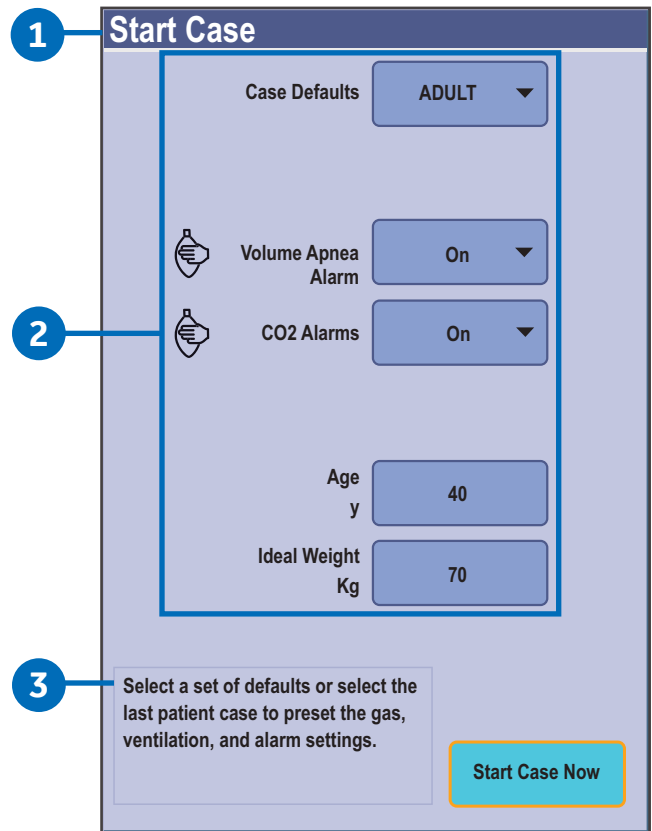 1
Start Case
Case Defaults
ADULT
Volume Apnea
Alarm
On
2
CO2 Alarms
On
Age
y
40
Ideal Weight
Kg
70
3
Select a set of defaults or select the
last patient case to preset the gas,
ventilation, and alarm settings.
Start Case Now